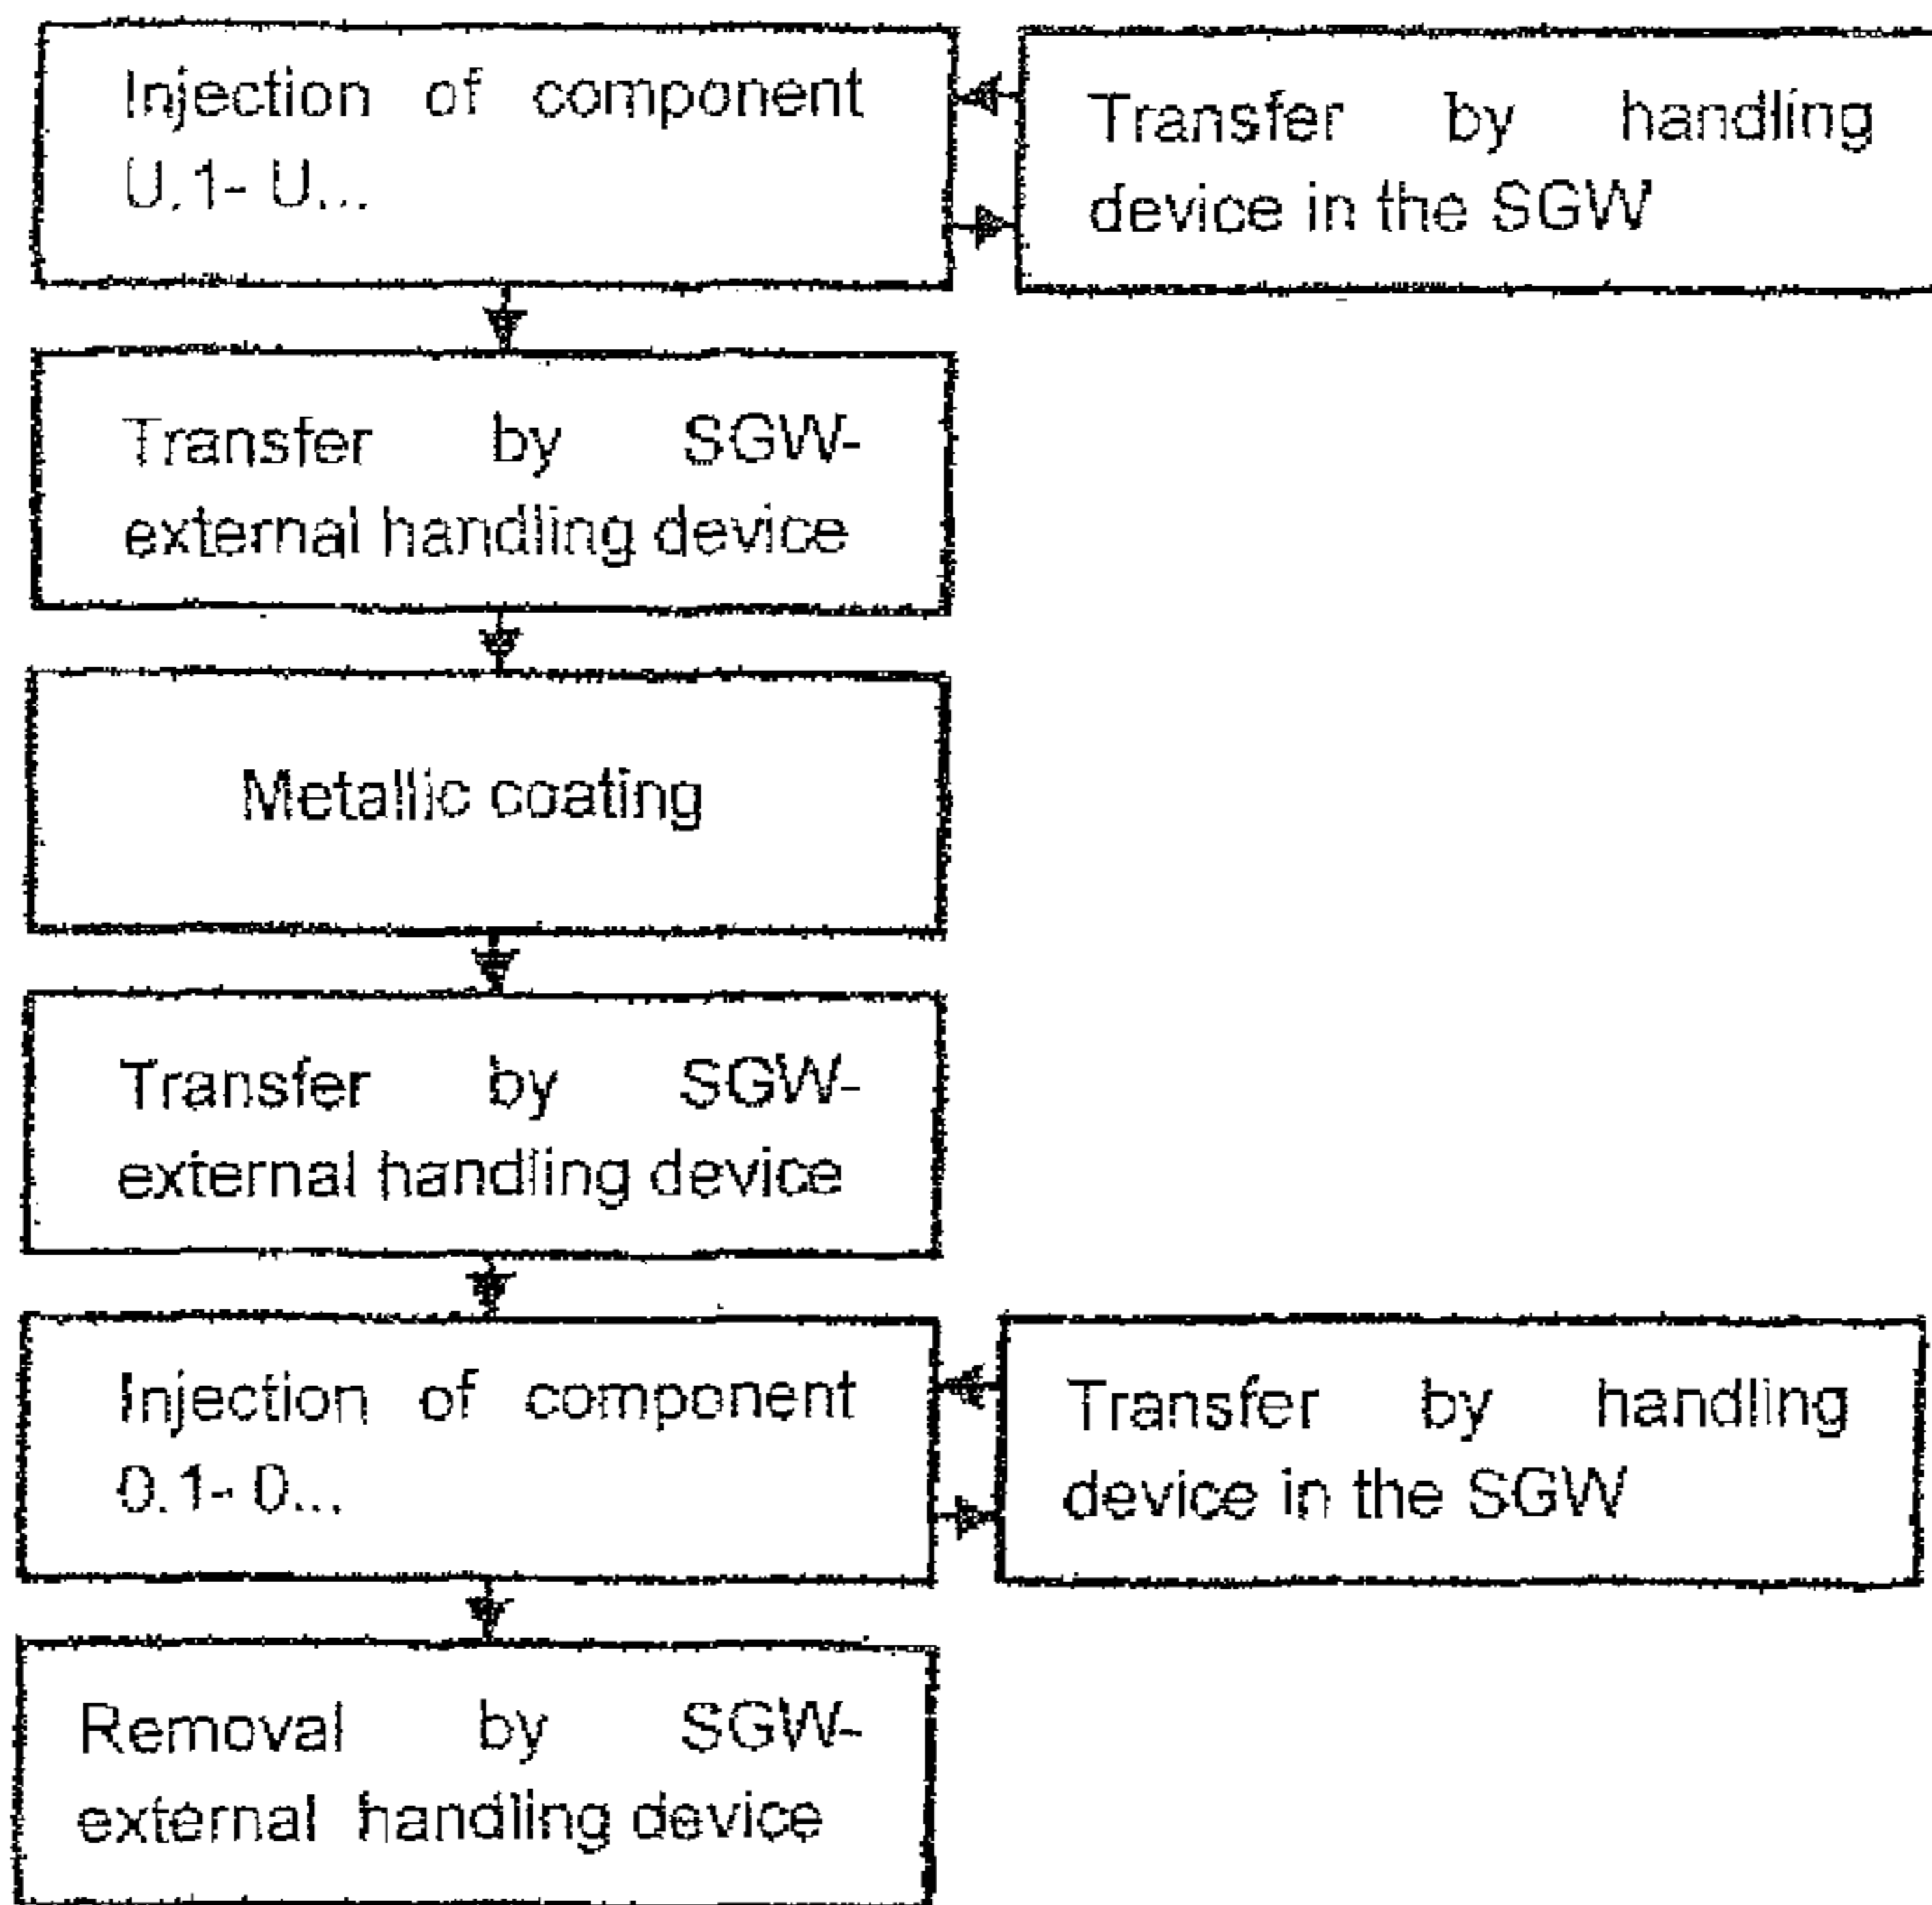 Injection of component
U.1- U...
Transfer by handling
device in the SGW
Transfer by SGW-
external handling device
Metallic coating
Transfer by SGW-
external handling device
Injection of component
0.1- 0...
Transfer by handling
device in the SGW
Removal by SGW-
external handling device